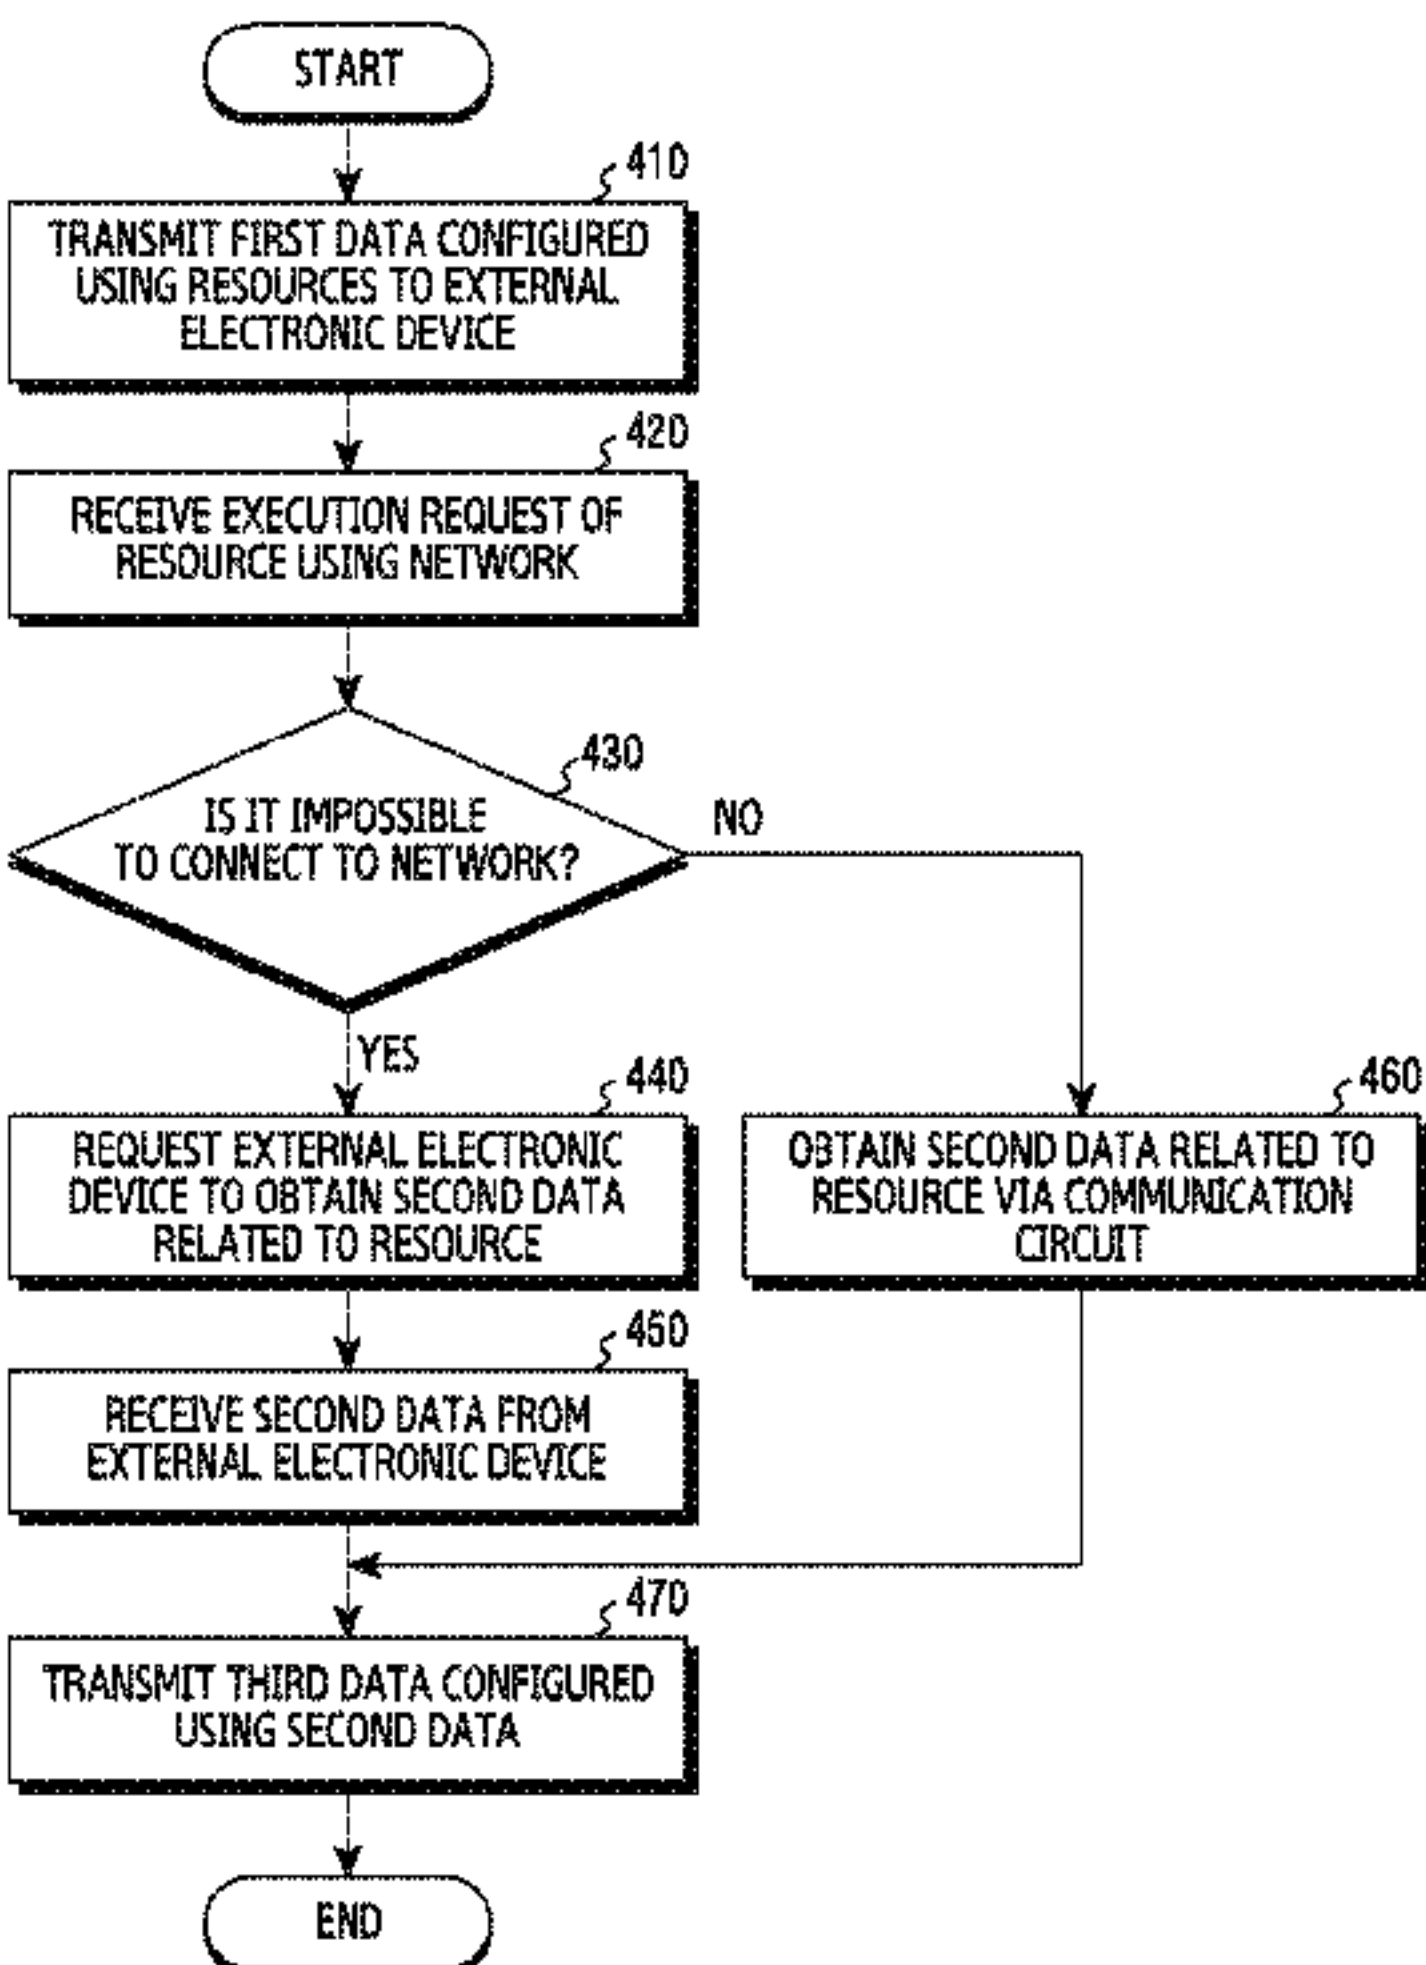 START
410
TRANSMIT FIRST DATA CONFIGURED
USING RESOURCES TO EXTERNAL
ELECTRONIC DEVICE
420
RECEIVE EXECUTION REQUEST OF
RESOURCE USING NETWORK
430
IS IT IMPOSSIBLE
TO CONNECT TO NETWORK?
NO
YES
440
REQUEST EXTERNAL ELECTRONIC
DEVICE TO OBTAIN SECOND DATA
RELATED TO RESOURCE
460
OBTAIN SECOND DATA RELATED TO
RESOURCE VIA COMMUNICATION
CIRCUIT
450
RECEIVE SECOND DATA FROM
EXTERNAL ELECTRONIC DEVICE
470
TRANSMIT THIRD DATA CONFIGURED
USING SECOND DATA
END